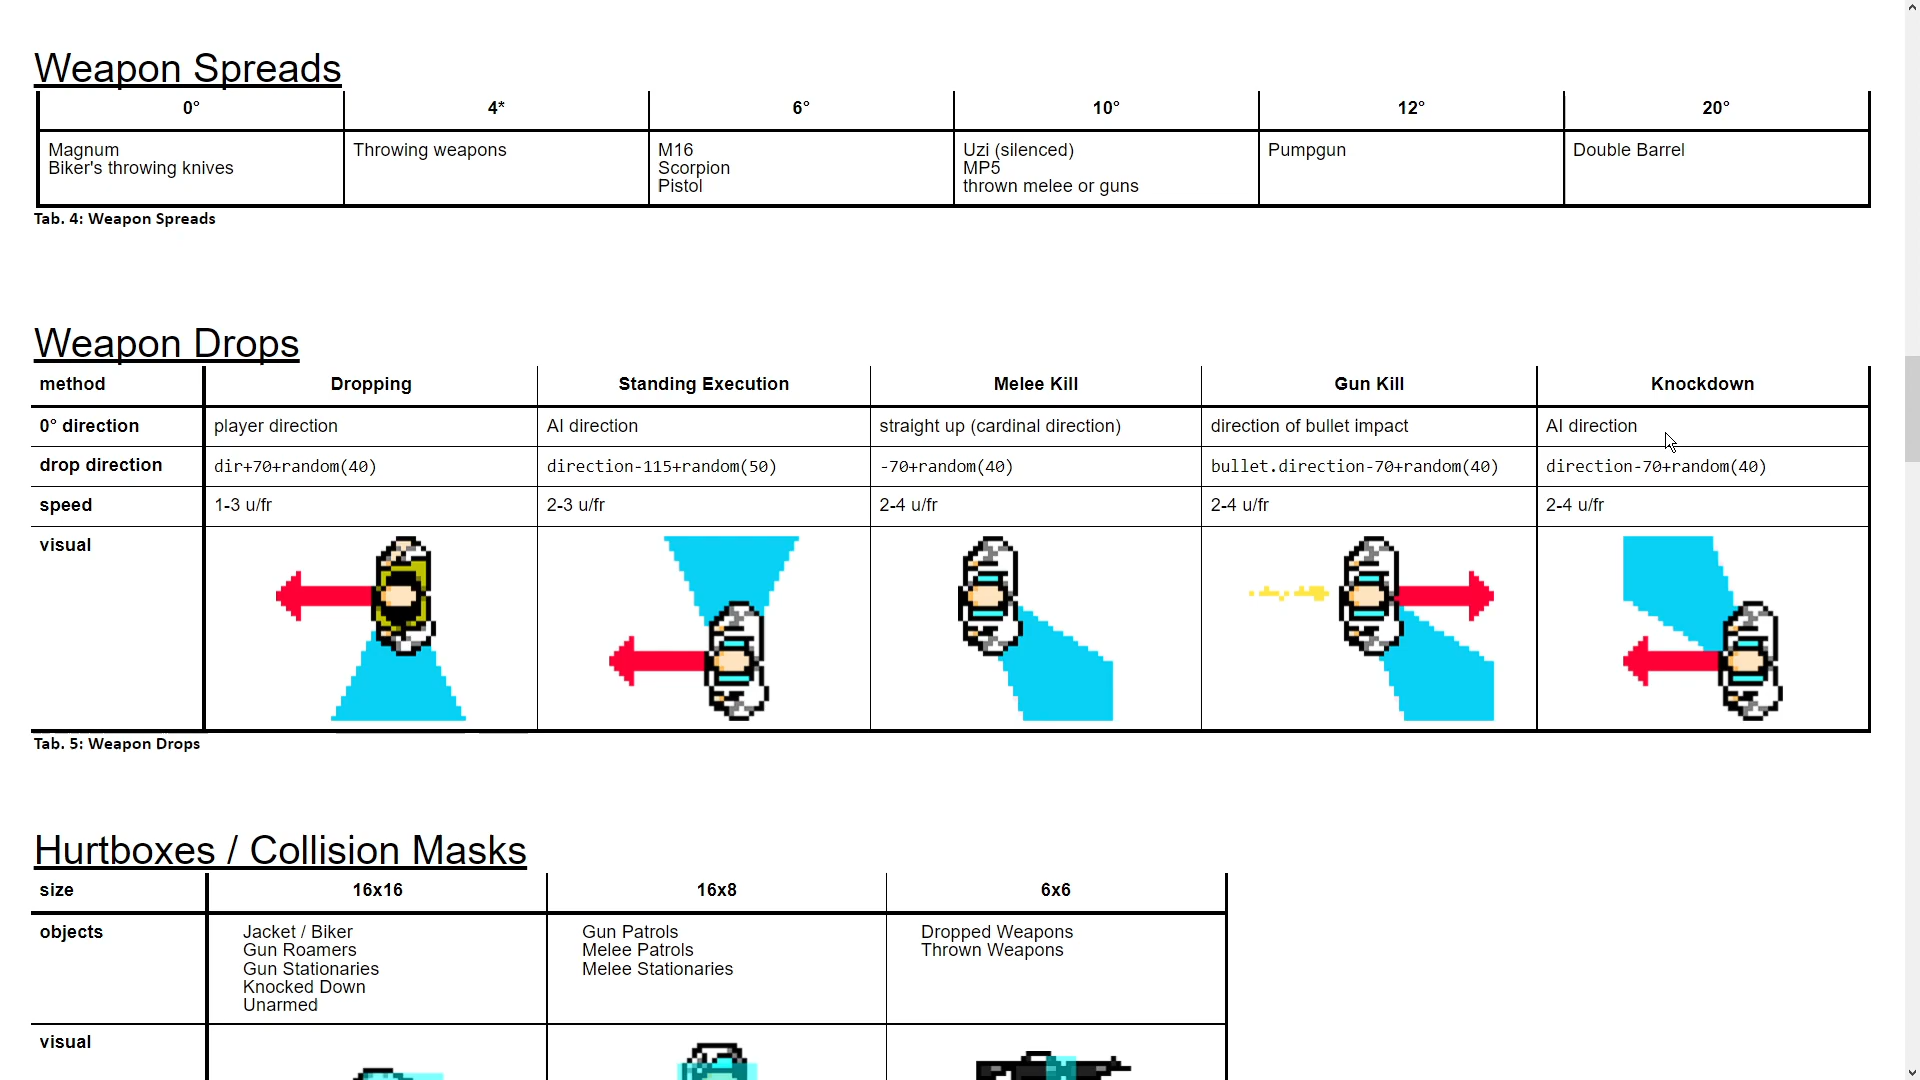 Weapon Spreads
0° 4* 6° 10° 12° 20°
Magnum Throwing weapons M16 Uzi (silenced) Pumpgun Double Barrel
Biker's throwing knives Scorpion MP5
Pistol thrown melee or guns
Tab. 4: Weapon Spreads
Weapon Drops
method Dropping Standing Execution Melee Kill Gun Kill Knockdown
0° direction player direction AI direction straight up (cardinal direction) direction of bullet impact AI direction
drop direction dir+70+random(40) direction-115+random(50) -70+random(40) bullet.direction-70+random(40) direction-70+random(40)
speed 1-3 u/fr 2-3 u/fr 2-4 u/fr 2-4 u/fr 2-4 u/fr
visual
Tab. 5: Weapon Drops
Hurtboxes / Collision Masks
size 16x16 16x8 6x6
objects Jacket / Biker Gun Patrols Dropped Weapons
Gun Roamers Melee Patrols Thrown Weapons
Gun Stationaries Melee Stationaries
Knocked Down
Unarmed
visual